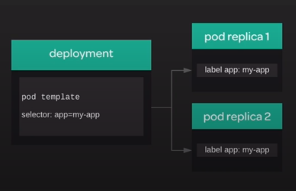 deployment
pod template
selector: app=my-app
pod replica 1
label app: my-app
pod replica 2
label app: my-app